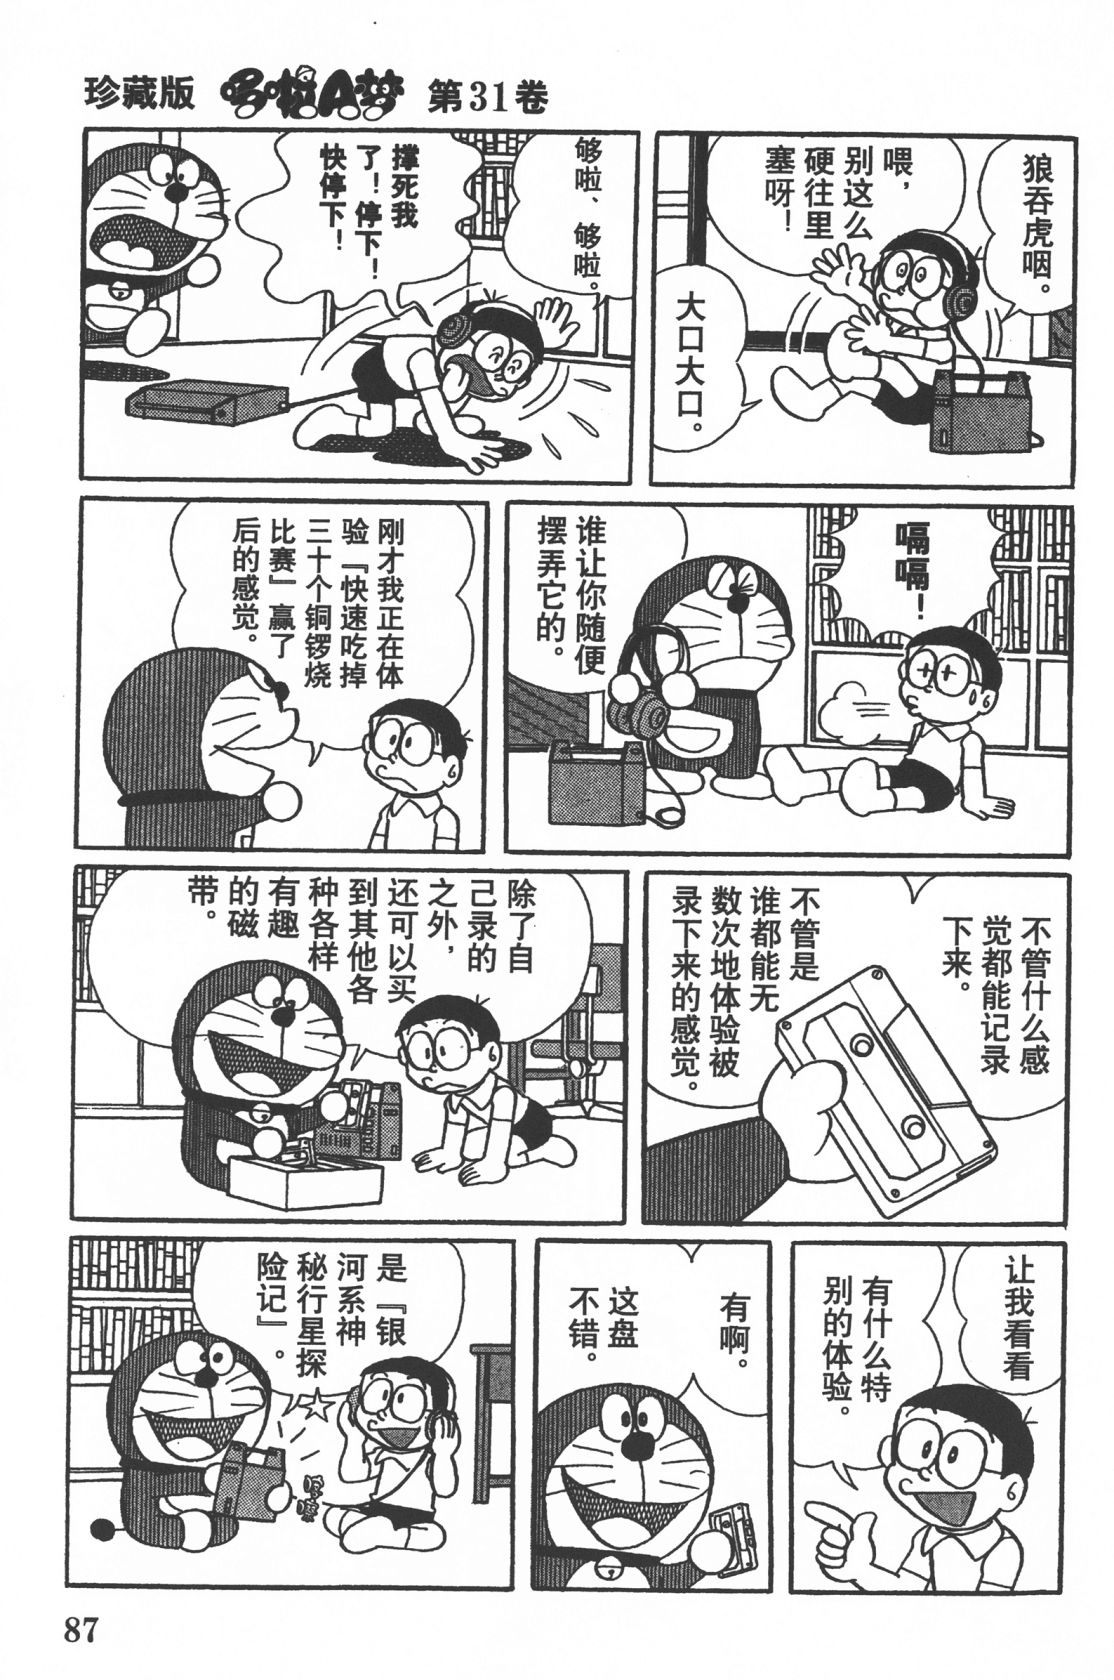 珍藏版 哆啦A梦 第31卷
狼吞虎咽。
喂，
别这么
硬往里
塞呀！
大口大口。
够啦、够啦。
撑死我
了！停下！
快停下！
嗝
嗝！
谁让你随便
摆弄它的。
刚才我正在体
验『快速吃掉
三十个铜锣烧
比赛』赢了
后的感觉。
不管什么感
觉都能记录
下来。
不管是
谁都能无
数次地体验被
录下来的感觉。
除了自
己录的
之外，
还可以买
到其他各
种各样
有趣
的磁
带。
让我看看
有什么特
别的体验。
有啊。
这盘
不错。
是『银
河系神
秘行星探
险记』。
喀嚓
87